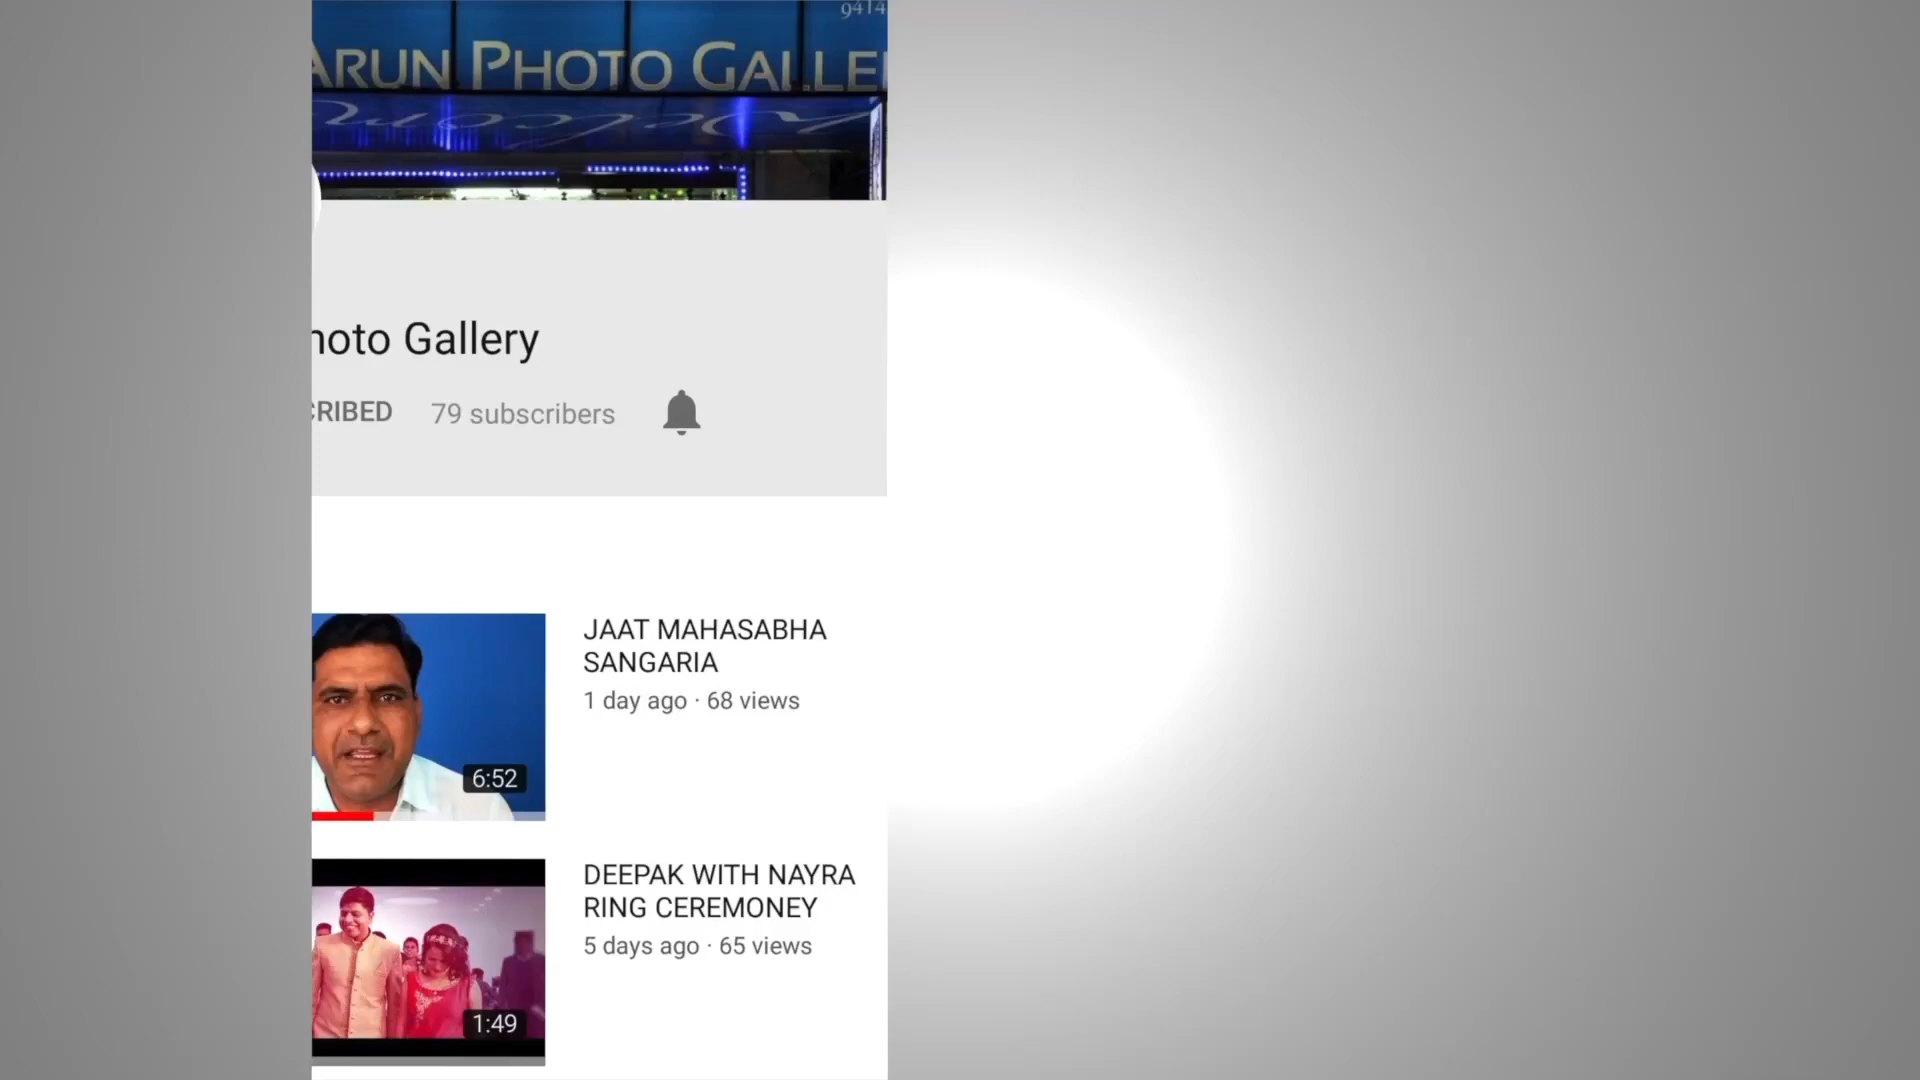 9414
ARUN PHOTO GALLE
hoto Gallery
CRIBED 79 subscribers
JAAT MAHASABHA
SANGARIA
1 day ago · 68 views
6:52
DEEPAK WITH NAYRA
RING CEREMONEY
5 days ago · 65 views
1:49